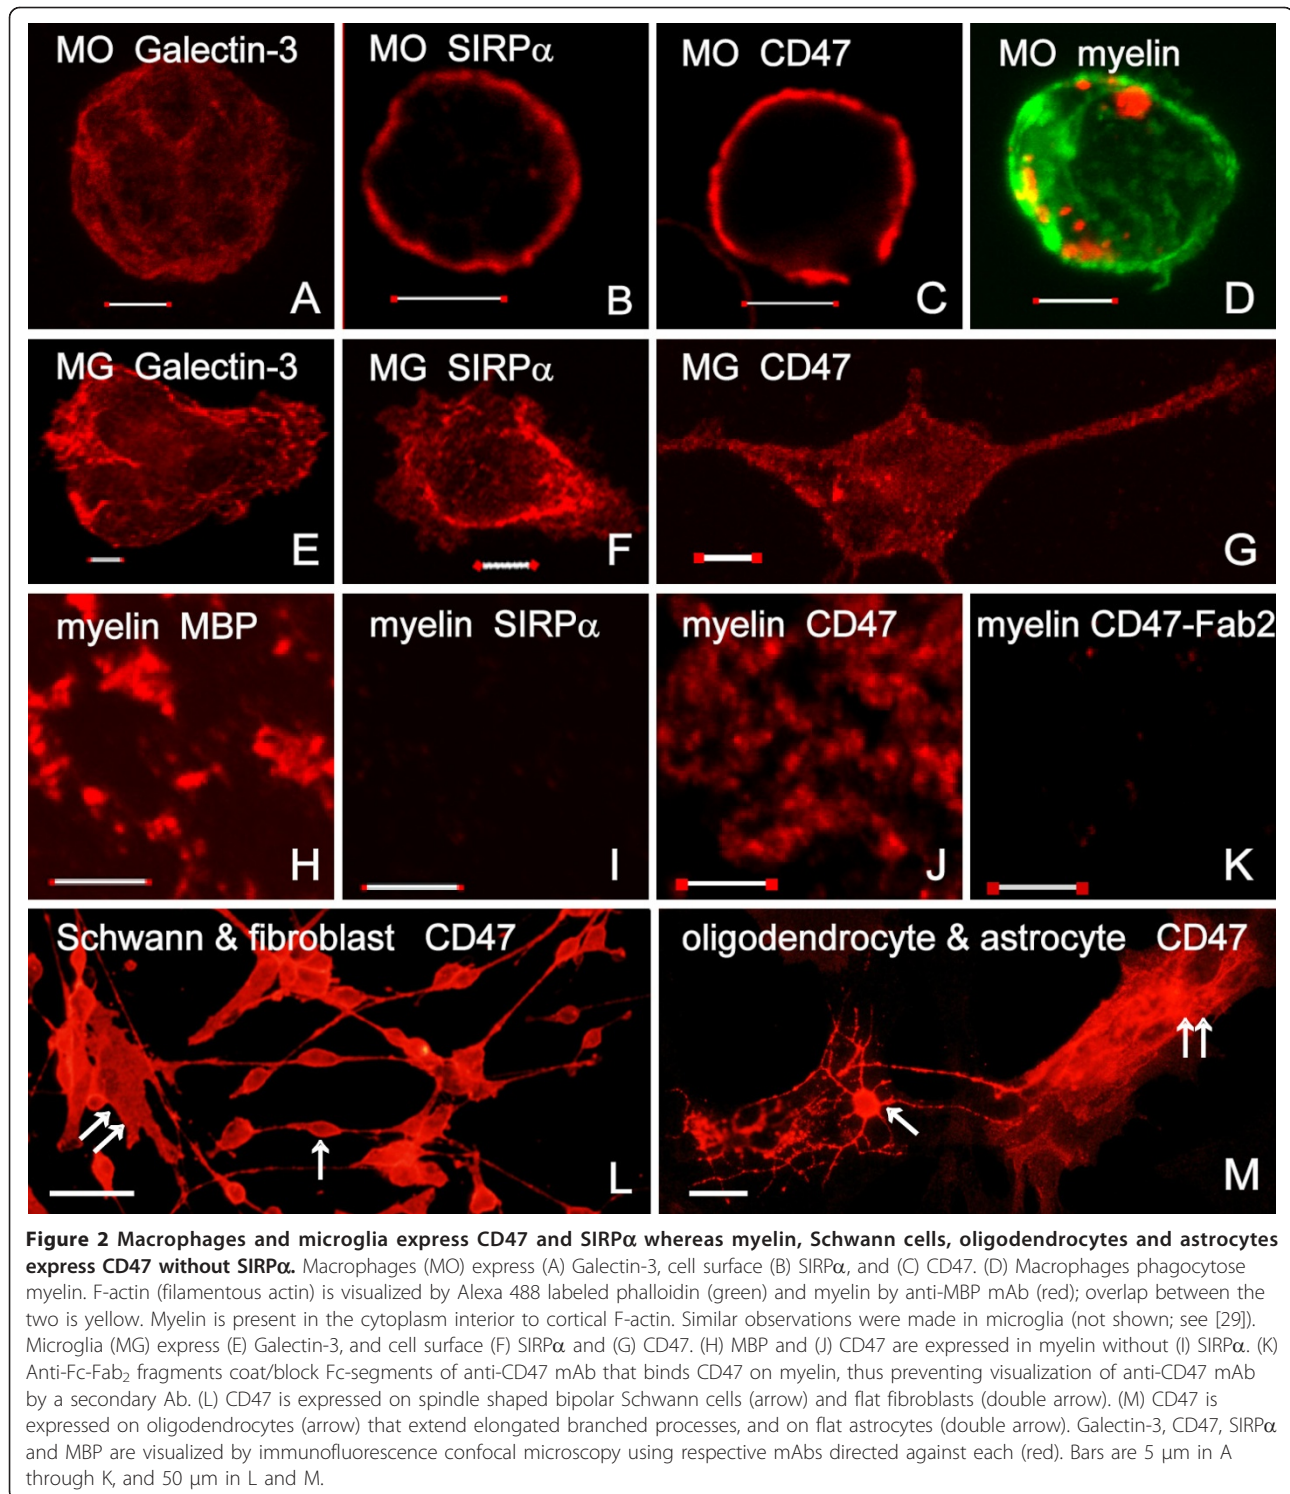 MO Galectin-3
A
MO SIRPα
B
MO CD47
C
MO myelin
D
MG Galectin-3
E
MG SIRPα
F
MG CD47
G
myelin MBP
H
myelin SIRPα
I
myelin CD47
J
myelin CD47-Fab2
K
Schwann & fibroblast CD47
L
oligodendrocyte & astrocyte CD47
M
Figure 2 Macrophages and microglia express CD47 and SIRPα whereas myelin, Schwann cells, oligodendrocytes and astrocytes
express CD47 without SIRPα. Macrophages (MO) express (A) Galectin-3, cell surface (B) SIRPα, and (C) CD47. (D) Macrophages phagocytose
myelin. F-actin (filamentous actin) is visualized by Alexa 488 labeled phalloidin (green) and myelin by anti-MBP mAb (red); overlap between the
two is yellow. Myelin is present in the cytoplasm interior to cortical F-actin. Similar observations were made in microglia (not shown; see [29]).
Microglia (MG) express (E) Galectin-3, and cell surface (F) SIRPα and (G) CD47. (H) MBP and (J) CD47 are expressed in myelin without (I) SIRPα. (K)
Anti-Fc-Fab₂ fragments coat/block Fc-segments of anti-CD47 mAb that binds CD47 on myelin, thus preventing visualization of anti-CD47 mAb
by a secondary Ab. (L) CD47 is expressed on spindle shaped bipolar Schwann cells (arrow) and flat fibroblasts (double arrow). (M) CD47 is
expressed on oligodendrocytes (arrow) that extend elongated branched processes, and on flat astrocytes (double arrow). Galectin-3, CD47, SIRPα
and MBP are visualized by immunofluorescence confocal microscopy using respective mAbs directed against each (red). Bars are 5 μm in A
through K, and 50 μm in L and M.